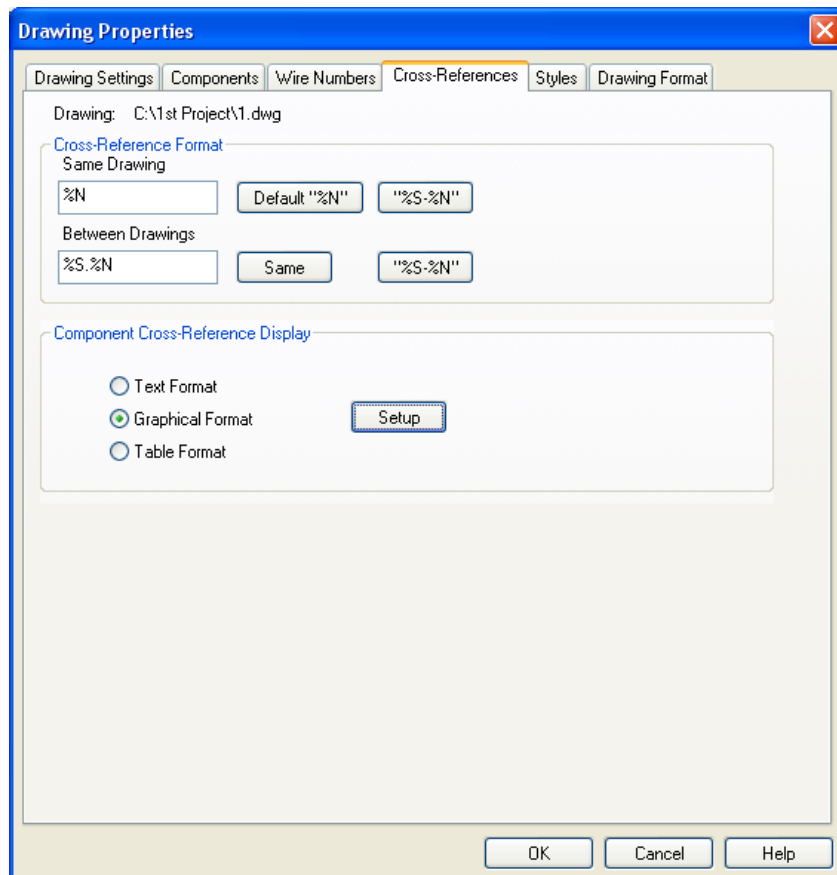 Drawing Properties
Drawing Settings Components Wire Numbers Cross-References Styles Drawing Format
Drawing: C:\1st Project\1.dwg
Cross-Reference Format
Same Drawing
%N Default "%N" "%S-%N"
Between Drawings
%S.%N Same "%S-%N"
Component Cross-Reference Display
Text Format
Graphical Format Setup
Table Format
OK Cancel Help